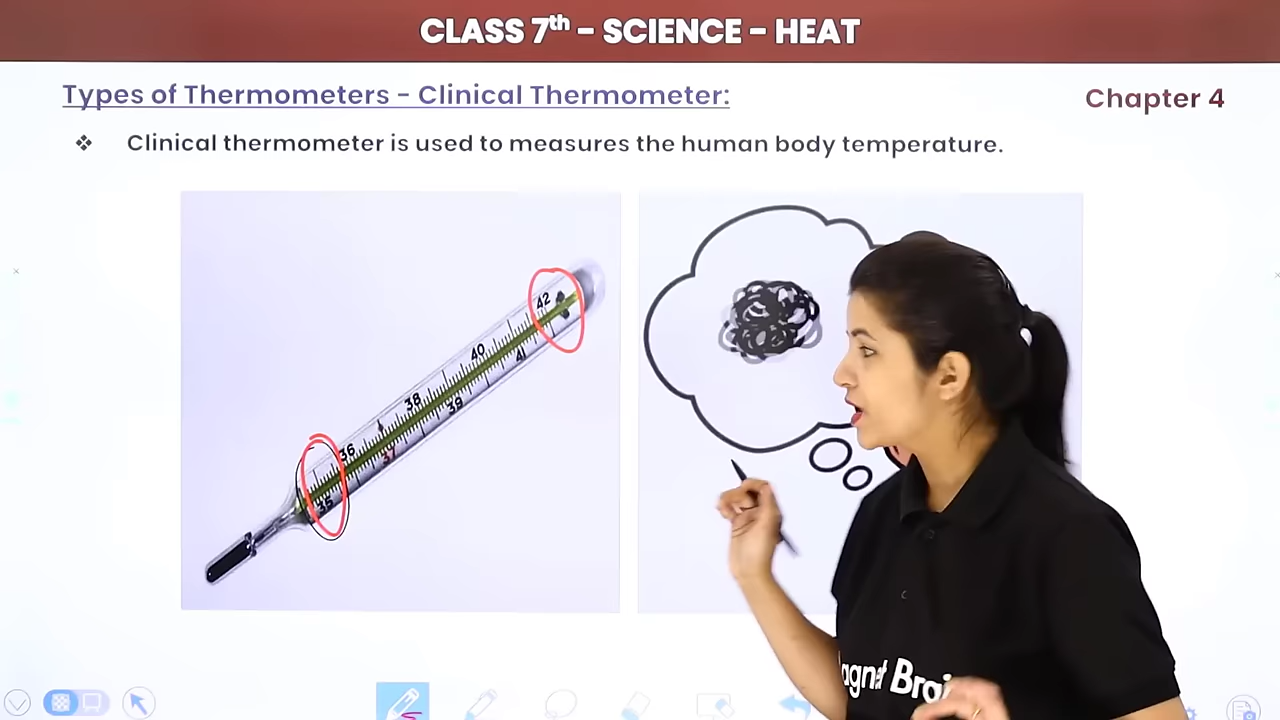 CLASS 7th - SCIENCE - HEAT
Types of Thermometers - Clinical Thermometer:
Chapter 4
❖ Clinical thermometer is used to measures the human body temperature.
42
41
40
39
38
37
36
35